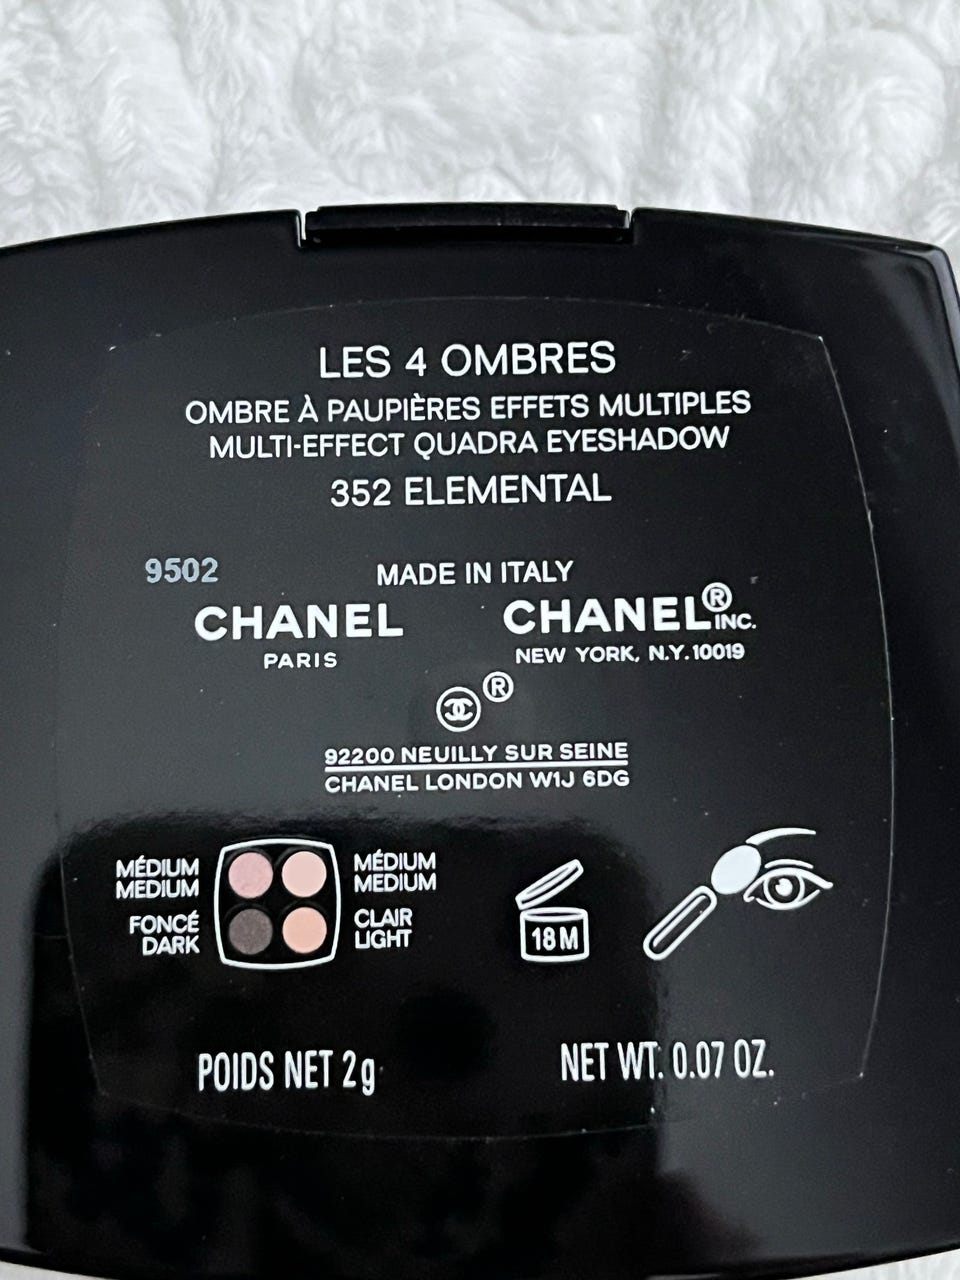 LES 4 OMBRES
OMBRE À PAUPIÈRES EFFETS MULTIPLES
MULTI-EFFECT QUADRA EYESHADOW
352 ELEMENTAL
9502
MADE IN ITALY
CHANEL
PARIS
CHANEL® INC.
NEW YORK, N.Y. 10019
®
92200 NEUILLY SUR SEINE
CHANEL LONDON W1J 6DG
MÉDIUM
MEDIUM
MÉDIUM
MEDIUM
FONCÉ
DARK
CLAIR
LIGHT
18 M
POIDS NET 2g
NET WT. 0.07 OZ.